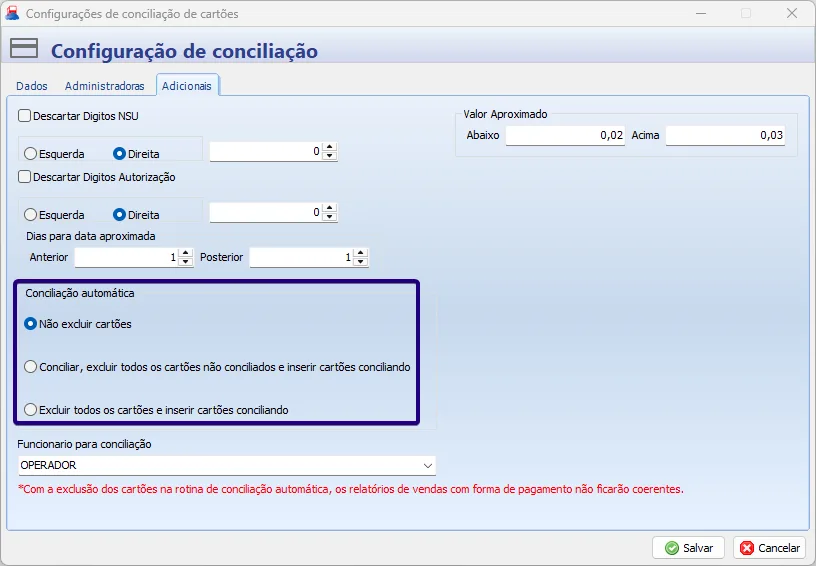 Configurações de conciliação de cartões
Configuração de conciliação
Dados Administradoras Adicionais
Descartar Digitos NSU
Esquerda Direita 0
Descartar Digitos Autorização
Esquerda Direita 0
Dias para data aproximada
Anterior 1 Posterior 1
Valor Aproximado
Abaixo 0,02 Acima 0,03
Conciliação automática
Não excluir cartões
Conciliar, excluir todos os cartões não conciliados e inserir cartões conciliando
Excluir todos os cartões e inserir cartões conciliando
Funcionario para conciliação
OPERADOR
*Com a exclusão dos cartões na rotina de conciliação automática, os relatórios de vendas com forma de pagamento não ficarão coerentes.
Salvar Cancelar